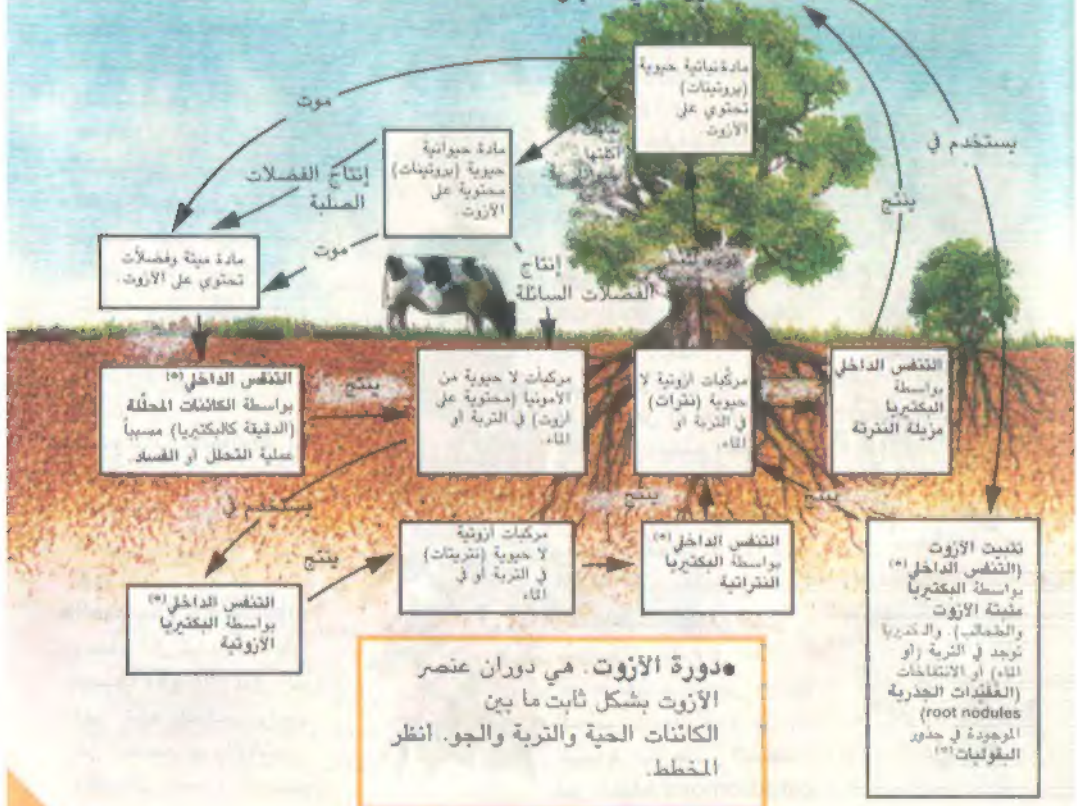 مادة نباتية حيوية
(بروتينات)
تحتوي على
الأزوت
موت
يستخدم في
ينتج
مادة حيوانية
حيوية (بروتينات)
محتوية على
الأزوت.
إنتاج الفضلات
الصلبة
أكلتها
مادة ميتة وفضلات
تحتوي على الأزوت.
موت
إنتاج
الفضلات السائلة
التنفس الداخلي(*)
بواسطة الكائنات المحللة
(الدقيقة كالبكتيريا) مسبباً
عملية التحلل او الفساد.
ينتج
مركبات لا حيوية من
الأمونيا (محتوية على
أزوت) في التربة أو
الماء.
مركبات أزوتية لا
حيوية (نترات)
في التربة أو
الماء.
التنفس الداخلي
بواسطة
البكتيريا
مزيلة النترتة
يستخدم في
ينتج
ينتج
ينتج
مركبات أزوتية
لا حيوية (نتريتات)
في التربة أو في
الماء
التنفس الداخلي(*)
بواسطة البكتيريا
النتراتية
التنفس الداخلي(*)
بواسطة البكتيريا
الأزوتية
تثبيت الأزوت
(التنفس الداخلي(*)
بواسطة البكتيريا
مثبتة الأزوت
والطحالب). والبكتيريا
توجد في التربة (أو
الماء) او الانتفاخات
(العقيدات الجذرية
root nodules)
الموجودة في جذور
البقوليات(*).
●دورة الأزوت. هي دوران عنصر
الأزوت بشكل ثابت ما بين
الكائنات الحية والتربة والجو. أنظر
المخطط.